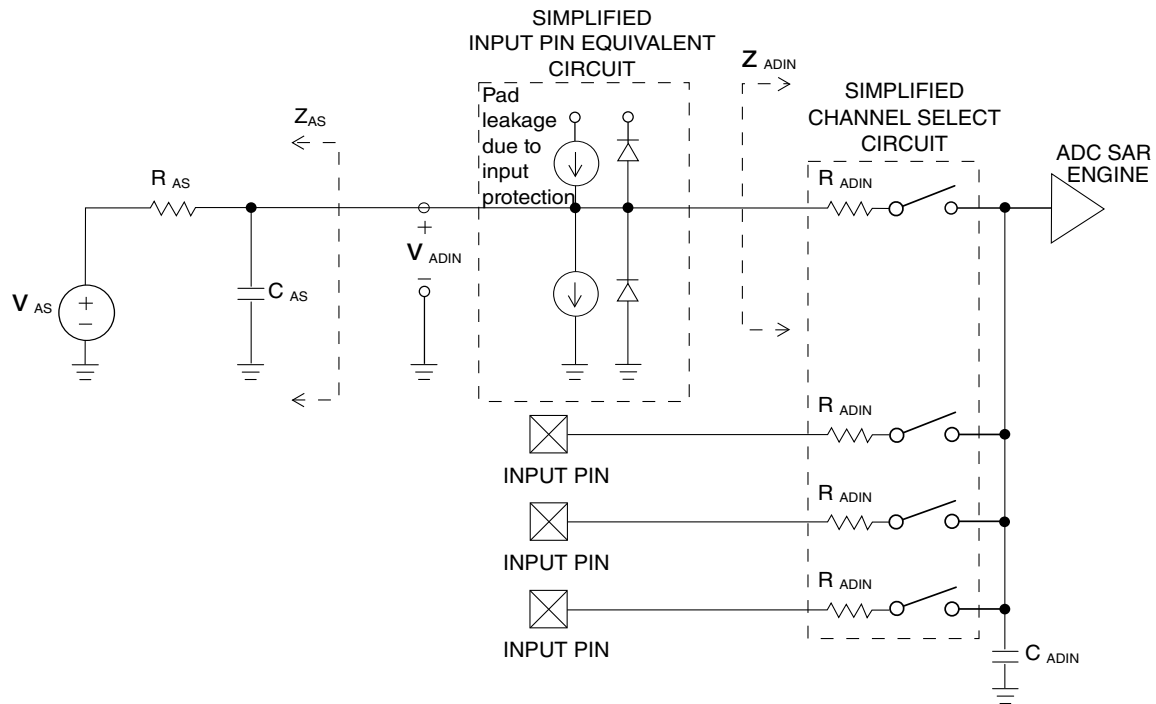 SIMPLIFIED
INPUT PIN EQUIVALENT
CIRCUIT
Z ADIN
SIMPLIFIED
CHANNEL SELECT
CIRCUIT
Pad
leakage
due to
input
protection
ZAS
ADC SAR
ENGINE
R AS
R ADIN
+
V ADIN
–
C AS
V AS
+
–
R ADIN
INPUT PIN
R ADIN
INPUT PIN
R ADIN
INPUT PIN
C ADIN